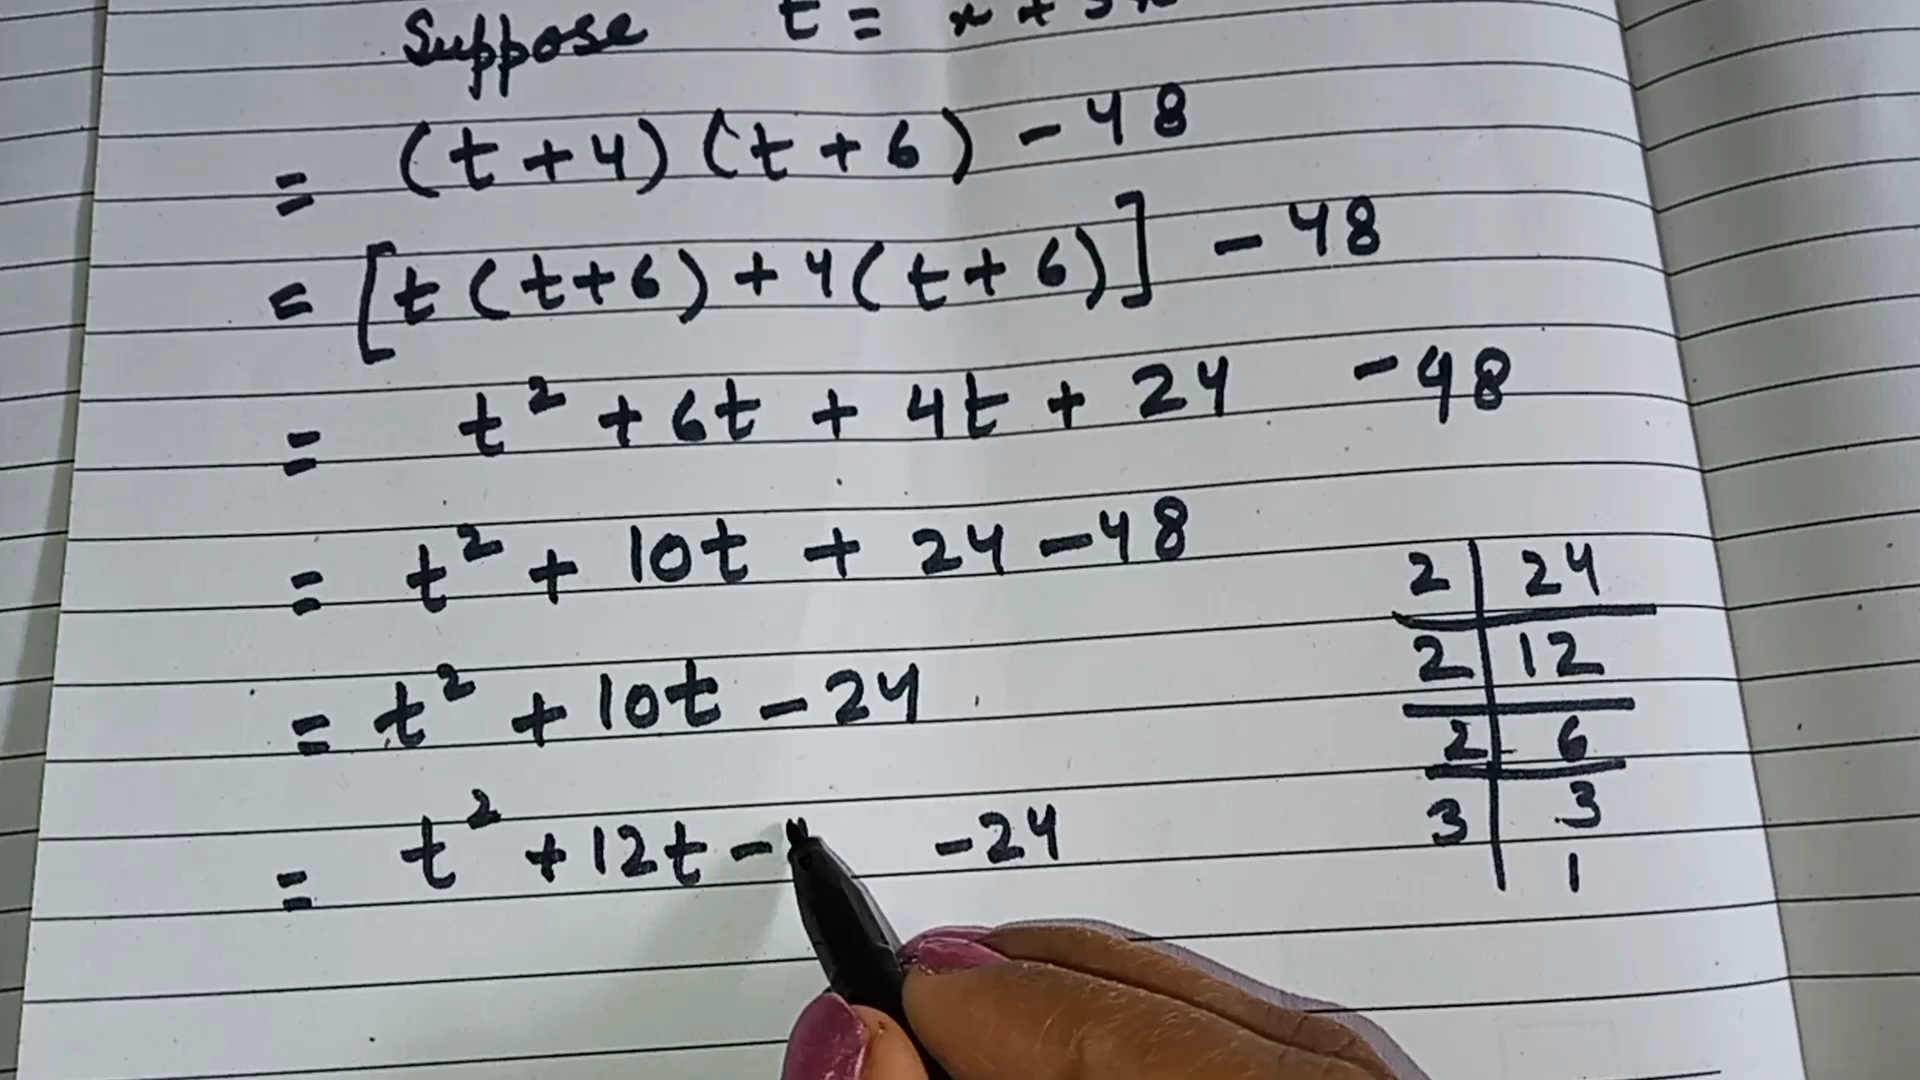 Suppose t =
= (t+4) (t+6) - 48
= [t(t+6) + 4(t+6)] - 48
= t² + 6t + 4t + 24 - 48
= t² + 10t + 24 - 48
= t² + 10t - 24
= t² + 12t - - 24
2 | 24
2 | 12
2 | 6
3 | 3
| 1